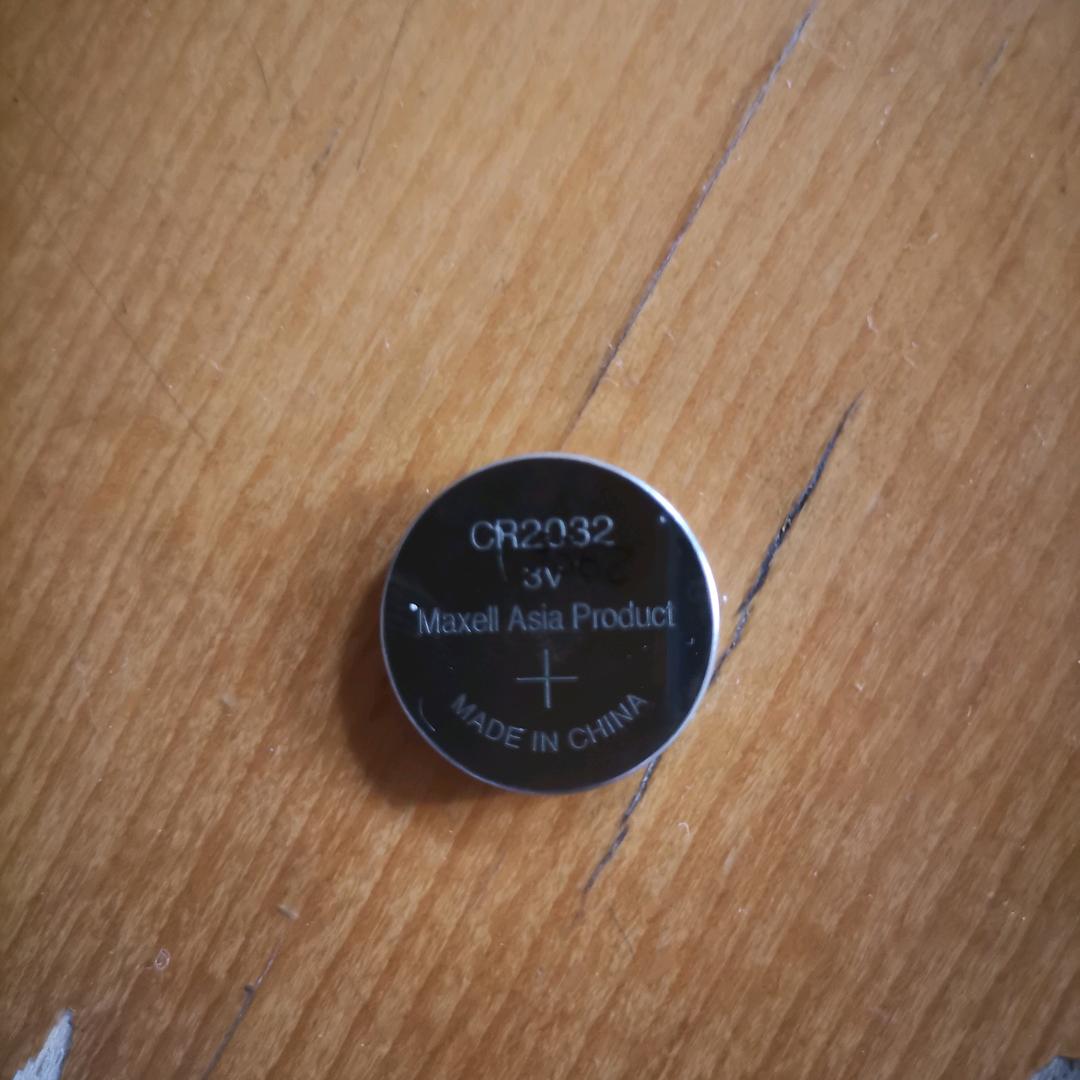 CR2032
3V
Maxell Asia Product
+
MADE IN CHINA